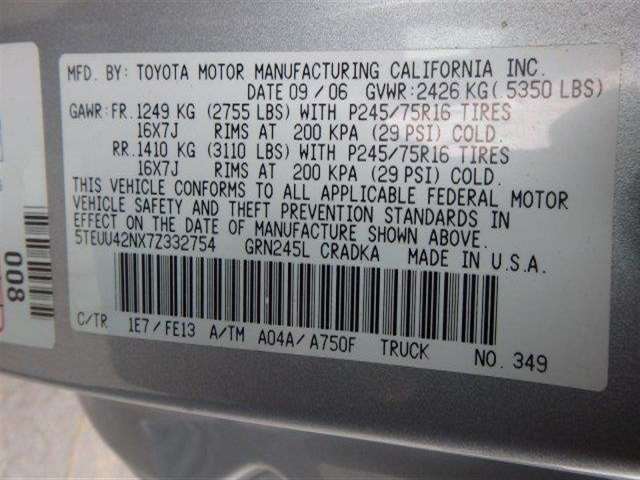 MFD. BY: TOYOTA MOTOR MANUFACTURING CALIFORNIA INC.
DATE 09/06 GVWR:2426 KG( 5350 LBS)
GAWR: FR. 1249 KG (2755 LBS) WITH P245/75R16 TIRES
16X7J RIMS AT 200 KPA (29 PSI) COLD.
RR. 1410 KG (3110 LBS) WITH P245/75R16 TIRES
16X7J RIMS AT 200 KPA (29 PSI) COLD.
THIS VEHICLE CONFORMS TO ALL APPLICABLE FEDERAL MOTOR
VEHICLE SAFETY AND THEFT PREVENTION STANDARDS IN
EFFECT ON THE DATE OF MANUFACTURE SHOWN ABOVE.
5TEUU42NX7Z332754 GRN245L CRADKA MADE IN U.S.A.
C/TR 1E7/FE13 A/TM A04A/A750F TRUCK NO. 349
008